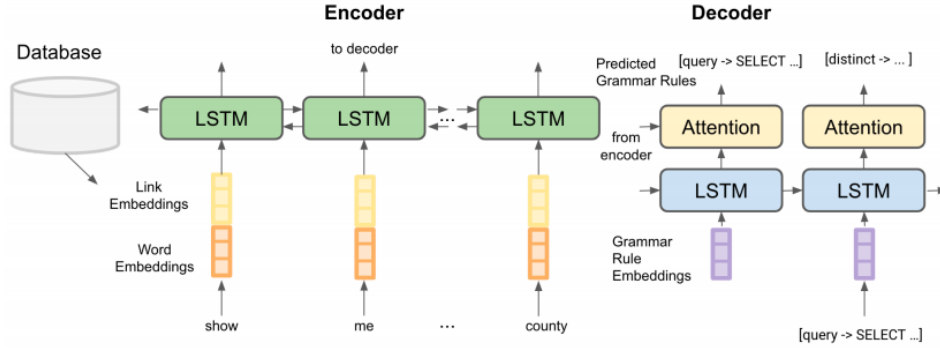 Encoder
Decoder
Database
to decoder
Predicted
Grammar Rules
[query -> SELECT ...]
[distinct -> ... ]
LSTM
LSTM
...
LSTM
from
encoder
Attention
Attention
LSTM
LSTM
Link
Embeddings
Word
Embeddings
Grammar
Rule
Embeddings
show
me
...
county
[query -> SELECT ...]